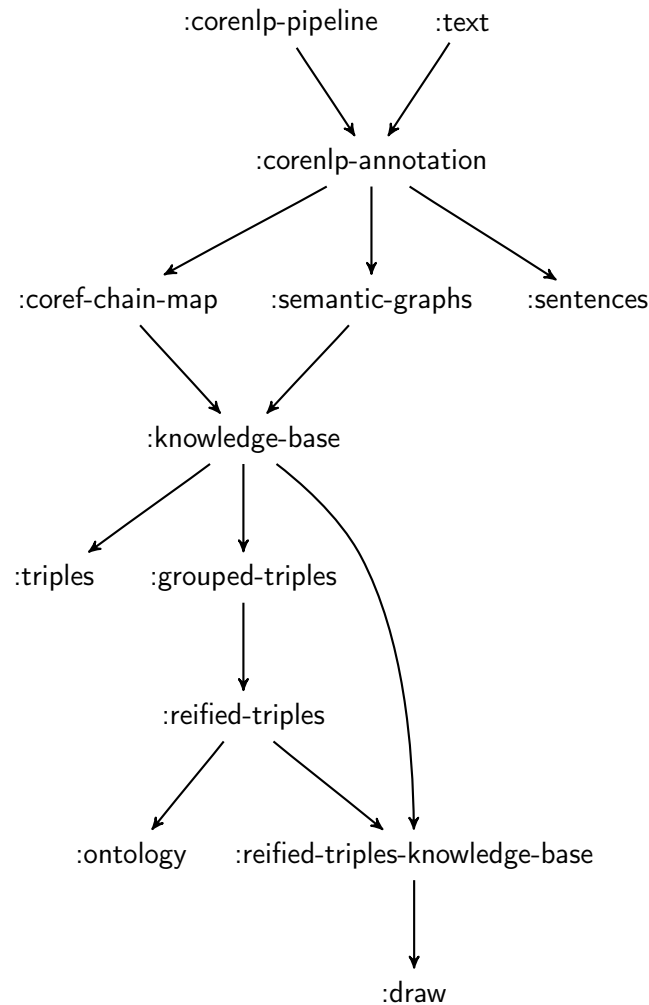 :corenlp-pipeline :text
:corenlp-annotation
:coref-chain-map :semantic-graphs :sentences
:knowledge-base
:triples :grouped-triples
:reified-triples
:ontology :reified-triples-knowledge-base
:draw